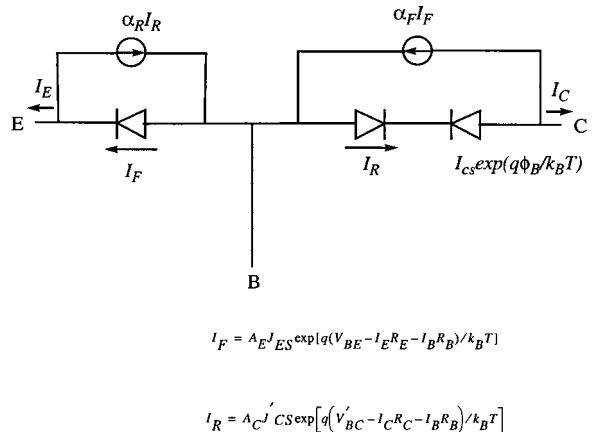 α_R I_R
α_F I_F
I_E
I_C
E
C
I_F
I_R
I_cs exp(qϕ_B/k_B T)
B
I_F = A_E J_ES exp[q(V_BE − I_E R_E − I_B R_B)/k_B T]
I_R = A_C J'_CS exp[q(V'_BC − I_C R_C − I_B R_B)/k_B T]